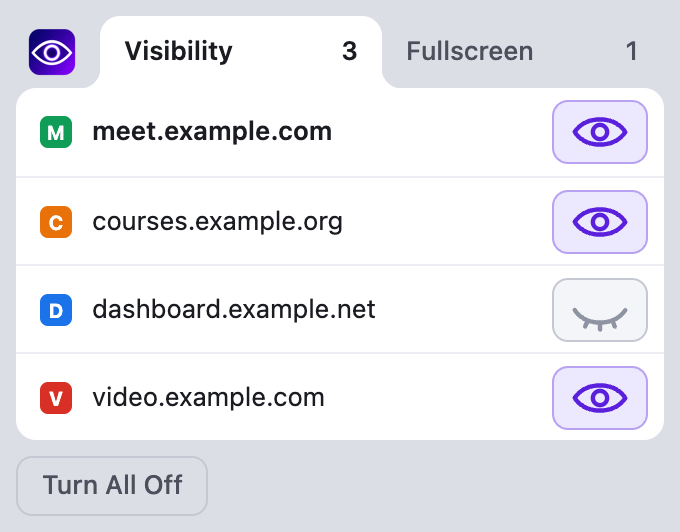 Visibility 3 Fullscreen 1
M meet.example.com
C courses.example.org
D dashboard.example.net
V video.example.com
Turn All Off